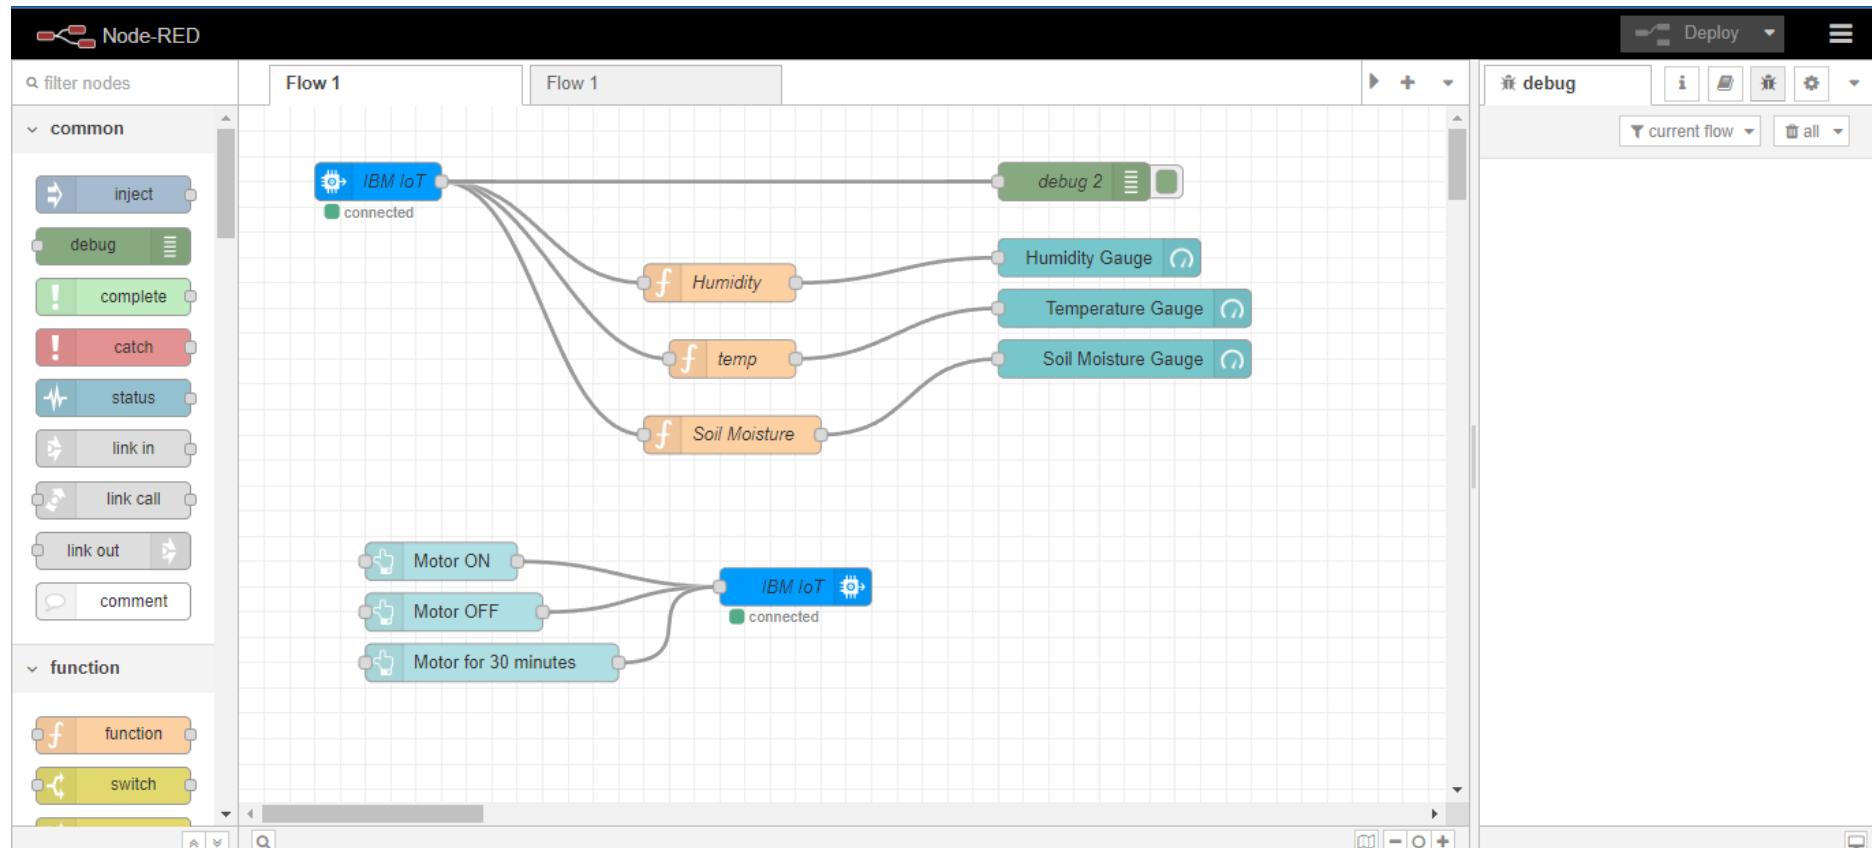 Node-RED
Deploy
filter nodes
Flow 1
Flow 1
debug
i
common
current flow
all
inject
debug
complete
catch
status
link in
link call
link out
comment
function
function
switch
IBM IoT
connected
debug 2
Humidity
Humidity Gauge
Temperature Gauge
temp
Soil Moisture Gauge
Soil Moisture
Motor ON
Motor OFF
Motor for 30 minutes
IBM IoT
connected